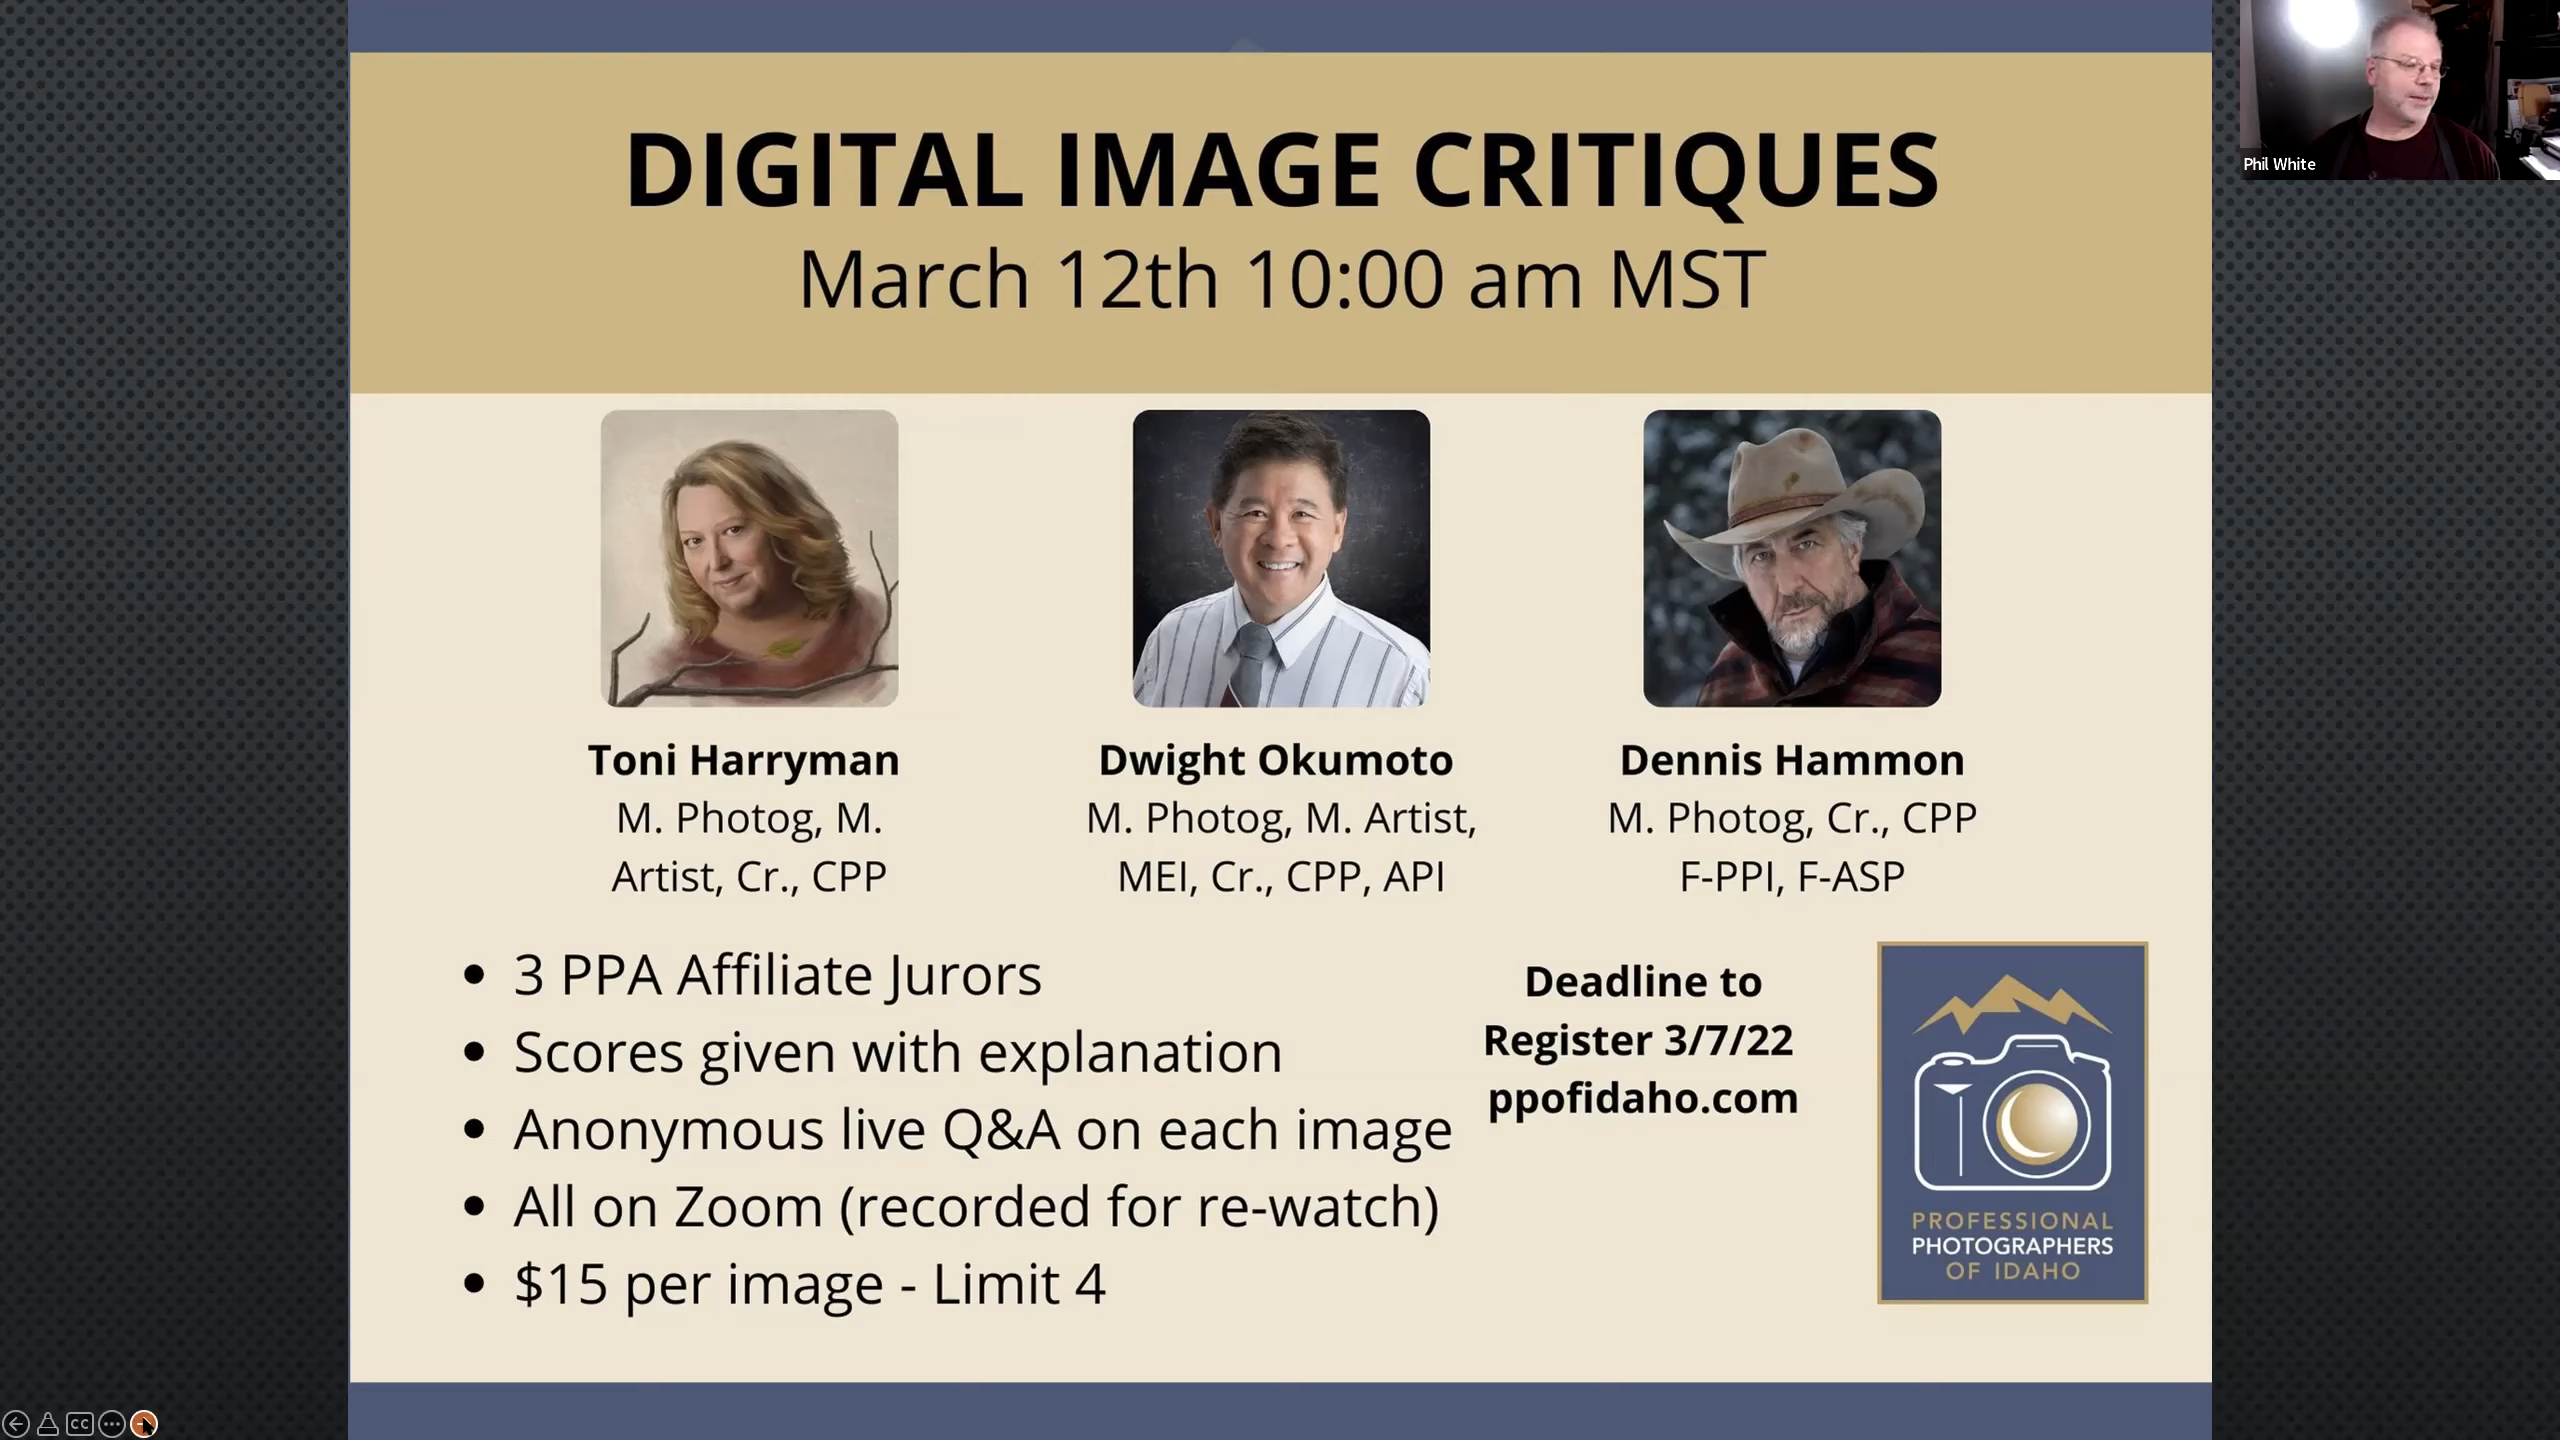 DIGITAL IMAGE CRITIQUES
March 12th 10:00 am MST
Phil White
Toni Harryman
M. Photog, M.
Artist, Cr., CPP
Dwight Okumoto
M. Photog, M. Artist,
MEI, Cr., CPP, API
Dennis Hammon
M. Photog, Cr., CPP
F-PPI, F-ASP
• 3 PPA Affiliate Jurors
• Scores given with explanation
• Anonymous live Q&A on each image
• All on Zoom (recorded for re-watch)
• $15 per image - Limit 4
Deadline to
Register 3/7/22
ppofidaho.com
PROFESSIONAL
PHOTOGRAPHERS
OF IDAHO
CC